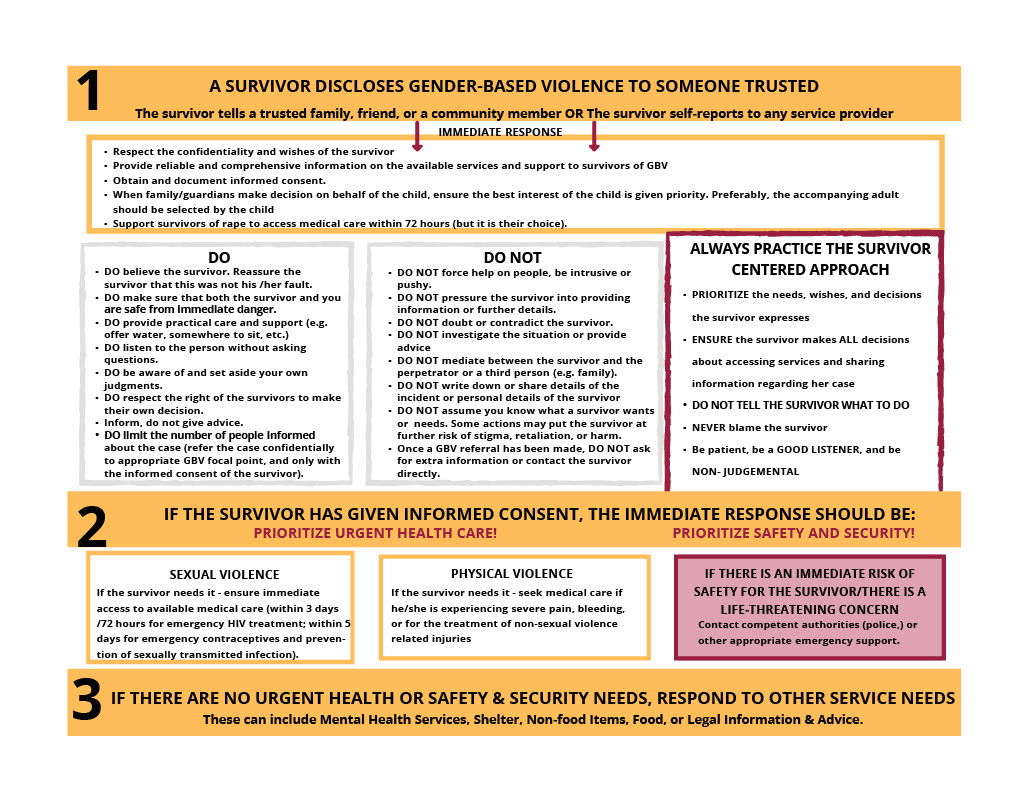 1
A SURVIVOR DISCLOSES GENDER-BASED VIOLENCE TO SOMEONE TRUSTED
The survivor tells a trusted family, friend, or a community member OR The survivor self-reports to any service provider
IMMEDIATE RESPONSE
• Respect the confidentiality and wishes of the survivor
• Provide reliable and comprehensive information on the available services and support to survivors of GBV
• Obtain and document informed consent.
• When family/guardians make decision on behalf of the child, ensure the best interest of the child is given priority. Preferably, the accompanying adult
should be selected by the child
• Support survivors of rape to access medical care within 72 hours (but it is their choice).
DO
• DO believe the survivor. Reassure the
survivor that this was not his /her fault.
• DO make sure that both the survivor and you
are safe from immediate danger.
• DO provide practical care and support (e.g.
offer water, somewhere to sit, etc.)
• DO listen to the person without asking
questions.
• DO be aware of and set aside your own
judgments.
• DO respect the right of the survivors to make
their own decision.
• Inform, do not give advice.
• DO limit the number of people informed
about the case (refer the case confidentially
to appropriate GBV focal point, and only with
the informed consent of the survivor).
DO NOT
• DO NOT force help on people, be intrusive or
pushy.
• DO NOT pressure the survivor into providing
information or further details.
• DO NOT doubt or contradict the survivor.
• DO NOT investigate the situation or provide
advice
• DO NOT mediate between the survivor and the
perpetrator or a third person (e.g. family).
• DO NOT write down or share details of the
incident or personal details of the survivor
• DO NOT assume you know what a survivor wants
or needs. Some actions may put the survivor at
further risk of stigma, retaliation, or harm.
• Once a GBV referral has been made, DO NOT ask
for extra information or contact the survivor
directly.
ALWAYS PRACTICE THE SURVIVOR
CENTERED APPROACH
• PRIORITIZE the needs, wishes, and decisions
the survivor expresses
• ENSURE the survivor makes ALL decisions
about accessing services and sharing
information regarding her case
• DO NOT TELL THE SURVIVOR WHAT TO DO
• NEVER blame the survivor
• Be patient, be a GOOD LISTENER, and be
NON- JUDGEMENTAL
2
IF THE SURVIVOR HAS GIVEN INFORMED CONSENT, THE IMMEDIATE RESPONSE SHOULD BE:
PRIORITIZE URGENT HEALTH CARE!
PRIORITIZE SAFETY AND SECURITY!
SEXUAL VIOLENCE
If the survivor needs it - ensure immediate
access to available medical care (within 3 days
/72 hours for emergency HIV treatment; within 5
days for emergency contraceptives and preven-
tion of sexually transmitted infection).
PHYSICAL VIOLENCE
If the survivor needs it - seek medical care if
he/she is experiencing severe pain, bleeding,
or for the treatment of non-sexual violence
related injuries
IF THERE IS AN IMMEDIATE RISK OF
SAFETY FOR THE SURVIVOR/THERE IS A
LIFE-THREATENING CONCERN
Contact competent authorities (police,) or
other appropriate emergency support.
3
IF THERE ARE NO URGENT HEALTH OR SAFETY & SECURITY NEEDS, RESPOND TO OTHER SERVICE NEEDS
These can include Mental Health Services, Shelter, Non-food Items, Food, or Legal Information & Advice.